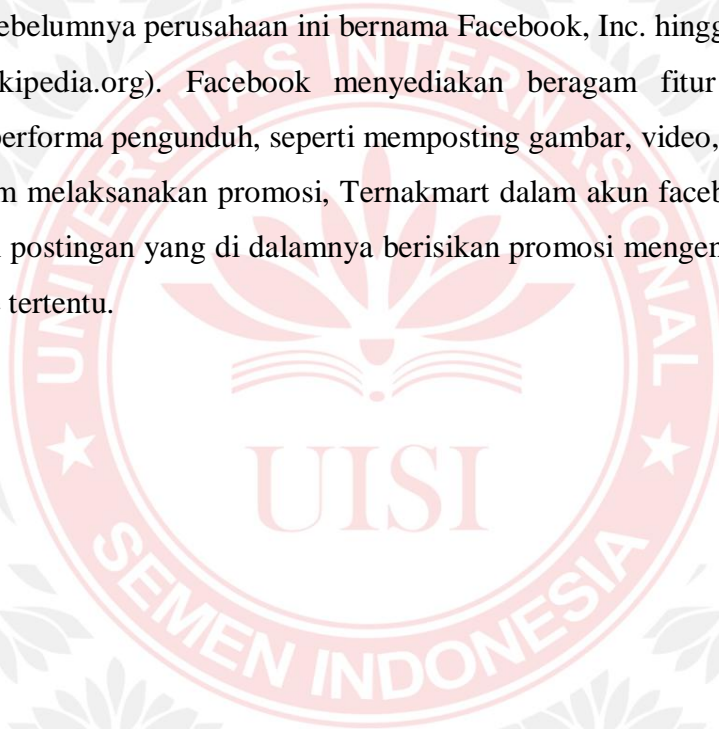 ebelumnya perusahaan ini bernama Facebook, Inc. hingg
kipedia.org). Facebook menyediakan beragam fitur
performa pengunduh, seperti memposting gambar, video,
m melaksanakan promosi, Ternakmart dalam akun faceb
postingan yang di dalamnya berisikan promosi mengen
tertentu.
UNIVERSITAS INTERNASIONAL
UISI
SEMEN INDONESIA